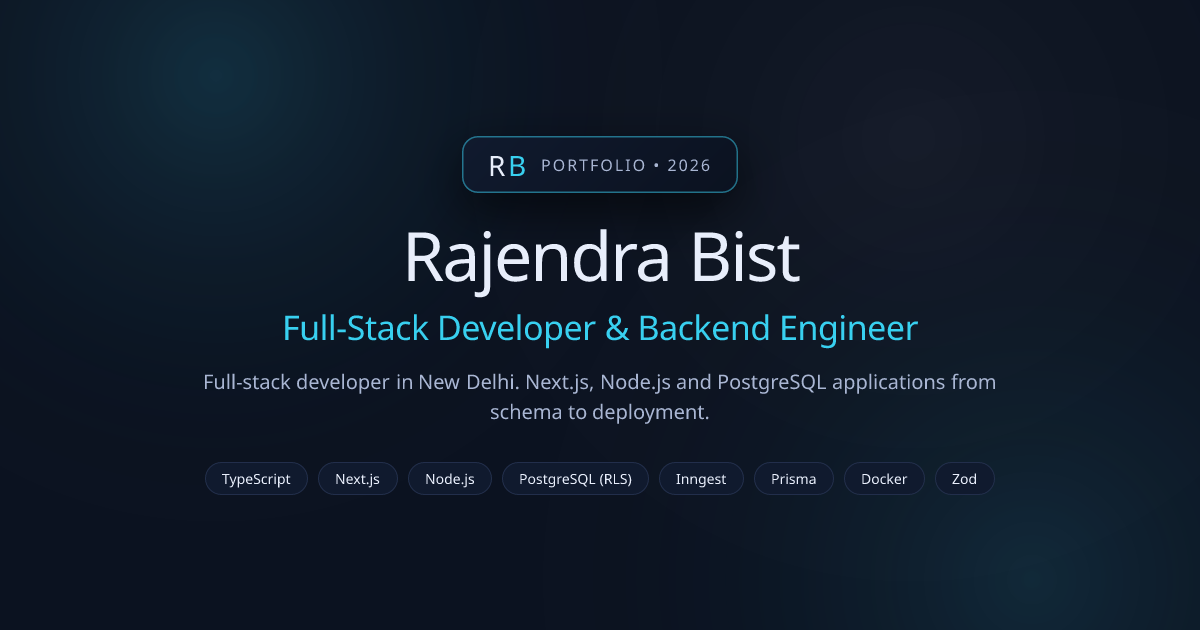 RB PORTFOLIO • 2026
Rajendra Bist
Full-Stack Developer & Backend Engineer
Full-stack developer in New Delhi. Next.js, Node.js and PostgreSQL applications from
schema to deployment.
TypeScript Next.js Node.js PostgreSQL (RLS) Inngest Prisma Docker Zod